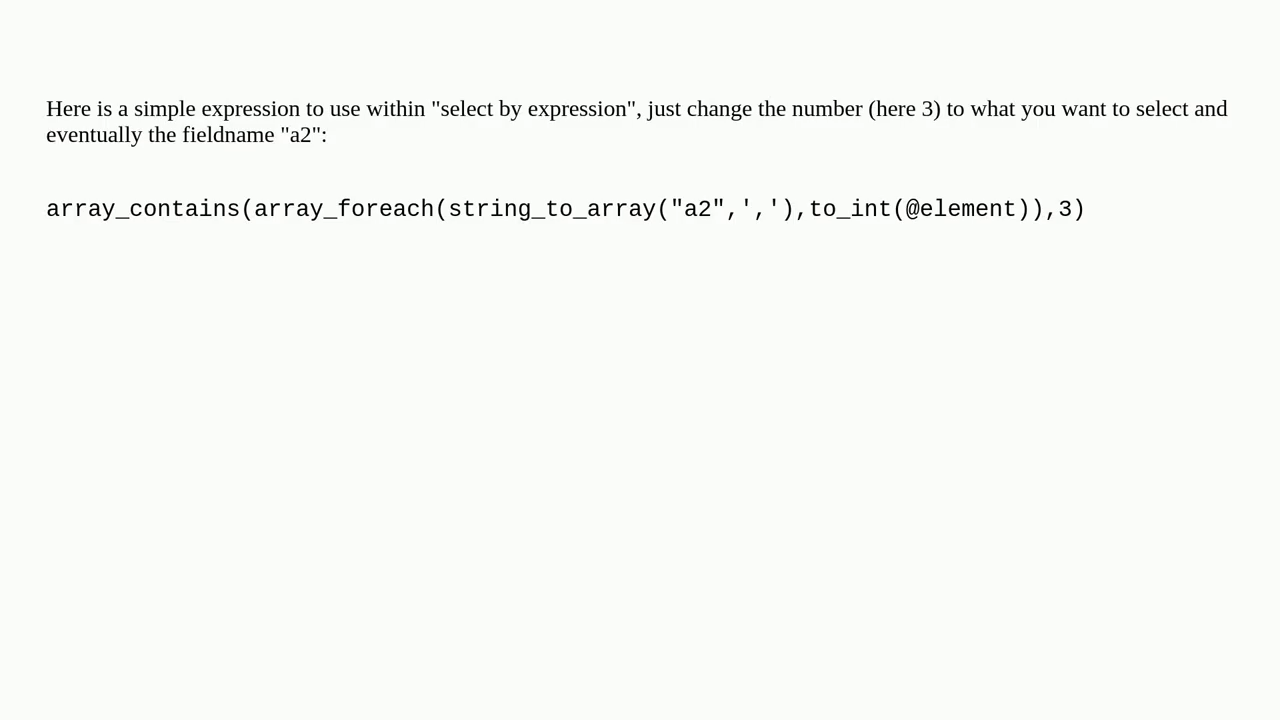 Here is a simple expression to use within "select by expression", just change the number (here 3) to what you want to select and
eventually the fieldname "a2":
array_contains(array_foreach(string_to_array("a2",','),to_int(@element)),3)